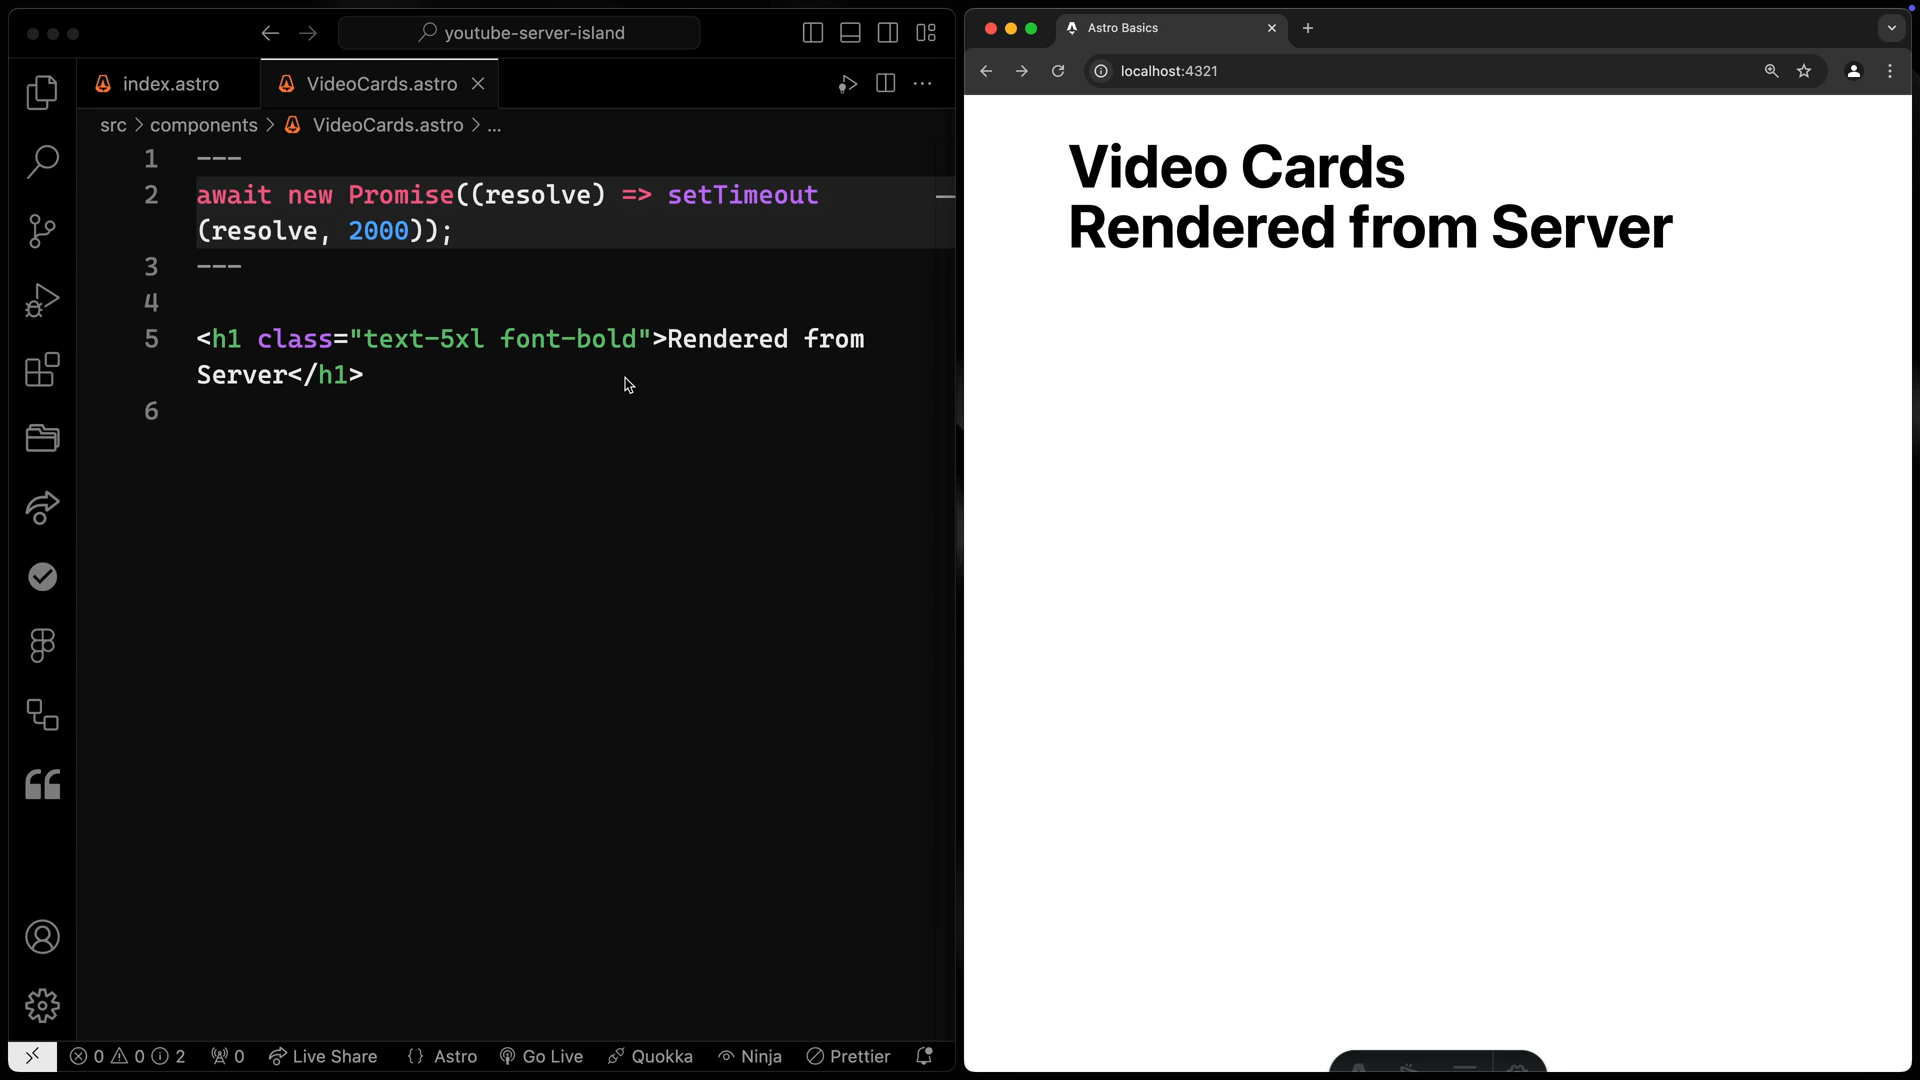 youtube-server-island
index.astro
VideoCards.astro
src > components > VideoCards.astro > ...
1 ---
2 await new Promise((resolve) => setTimeout
(resolve, 2000));
3 ---
4
5 <h1 class="text-5xl font-bold">Rendered from
Server</h1>
6
0 0 2 0 Live Share {} Astro Go Live Quokka Ninja Prettier
Astro Basics
localhost:4321
Video Cards
Rendered from Server